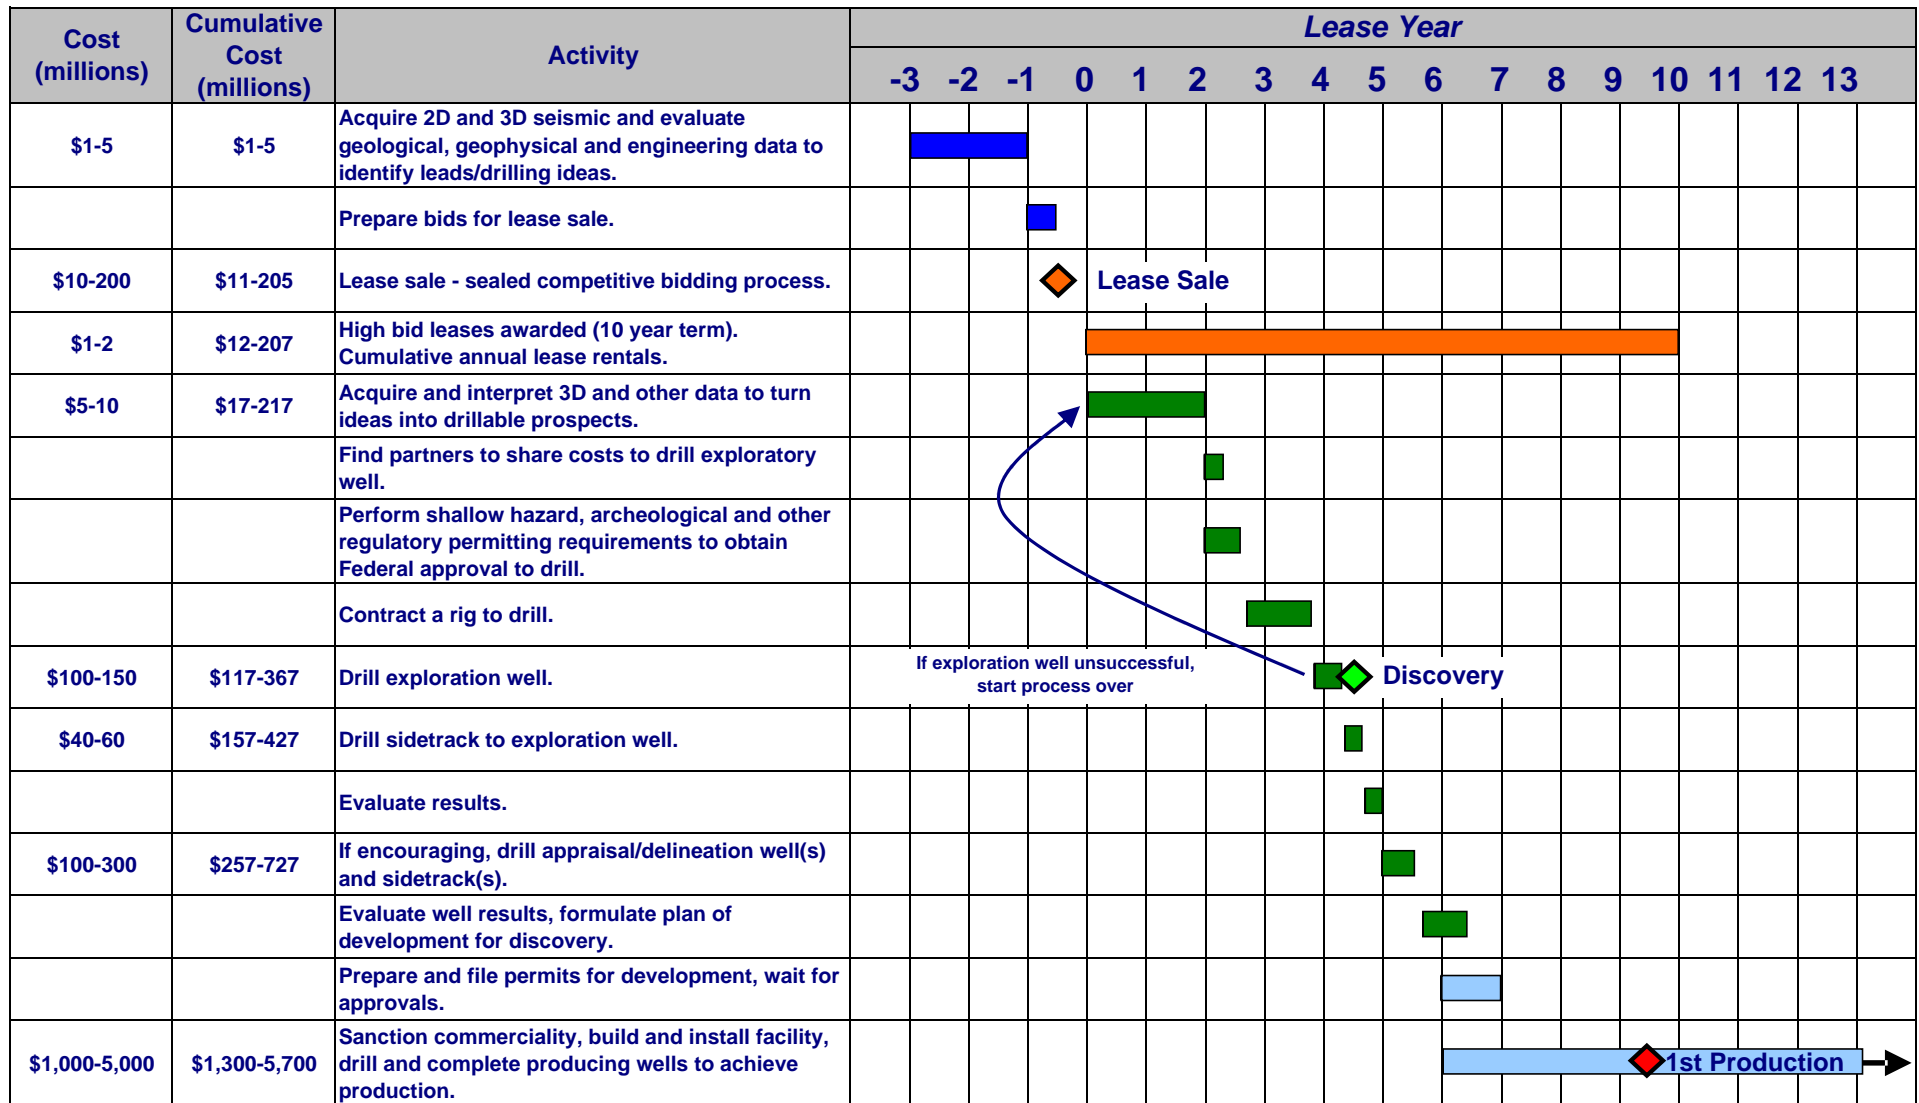 Cost
(millions)
Cumulative
Cost
(millions)
Activity
Lease Year
-3 -2 -1 0 1 2 3 4 5 6 7 8 9 10 11 12 13
$1-5
$1-5
Acquire 2D and 3D seismic and evaluate
geological, geophysical and engineering data to
identify leads/drilling ideas.
Prepare bids for lease sale.
$10-200
$11-205
Lease sale - sealed competitive bidding process.
Lease Sale
$1-2
$12-207
High bid leases awarded (10 year term).
Cumulative annual lease rentals.
$5-10
$17-217
Acquire and interpret 3D and other data to turn
ideas into drillable prospects.
Find partners to share costs to drill exploratory
well.
Perform shallow hazard, archeological and other
regulatory permitting requirements to obtain
Federal approval to drill.
Contract a rig to drill.
$100-150
$117-367
Drill exploration well.
If exploration well unsuccessful,
start process over
Discovery
$40-60
$157-427
Drill sidetrack to exploration well.
Evaluate results.
$100-300
$257-727
If encouraging, drill appraisal/delineation well(s)
and sidetrack(s).
Evaluate well results, formulate plan of
development for discovery.
Prepare and file permits for development, wait for
approvals.
$1,000-5,000
$1,300-5,700
Sanction commerciality, build and install facility,
drill and complete producing wells to achieve
production.
1st Production